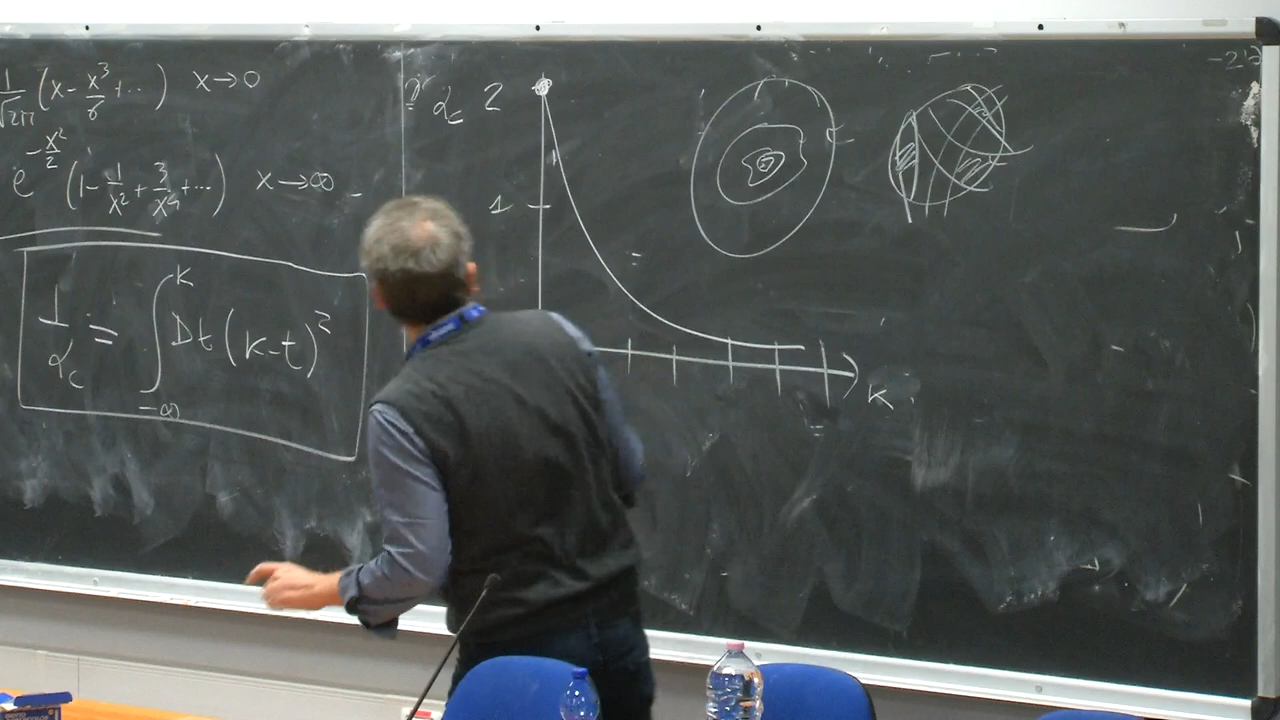 1/√2π (x - x³/6 + ...) x→0
e^(-x²/2) (1 - 1/x² + 3/x⁴ + ...) x→∞
1/α_c = ∫_{-∞}^{K} Dt (K-t)²
α_c 2
1
K